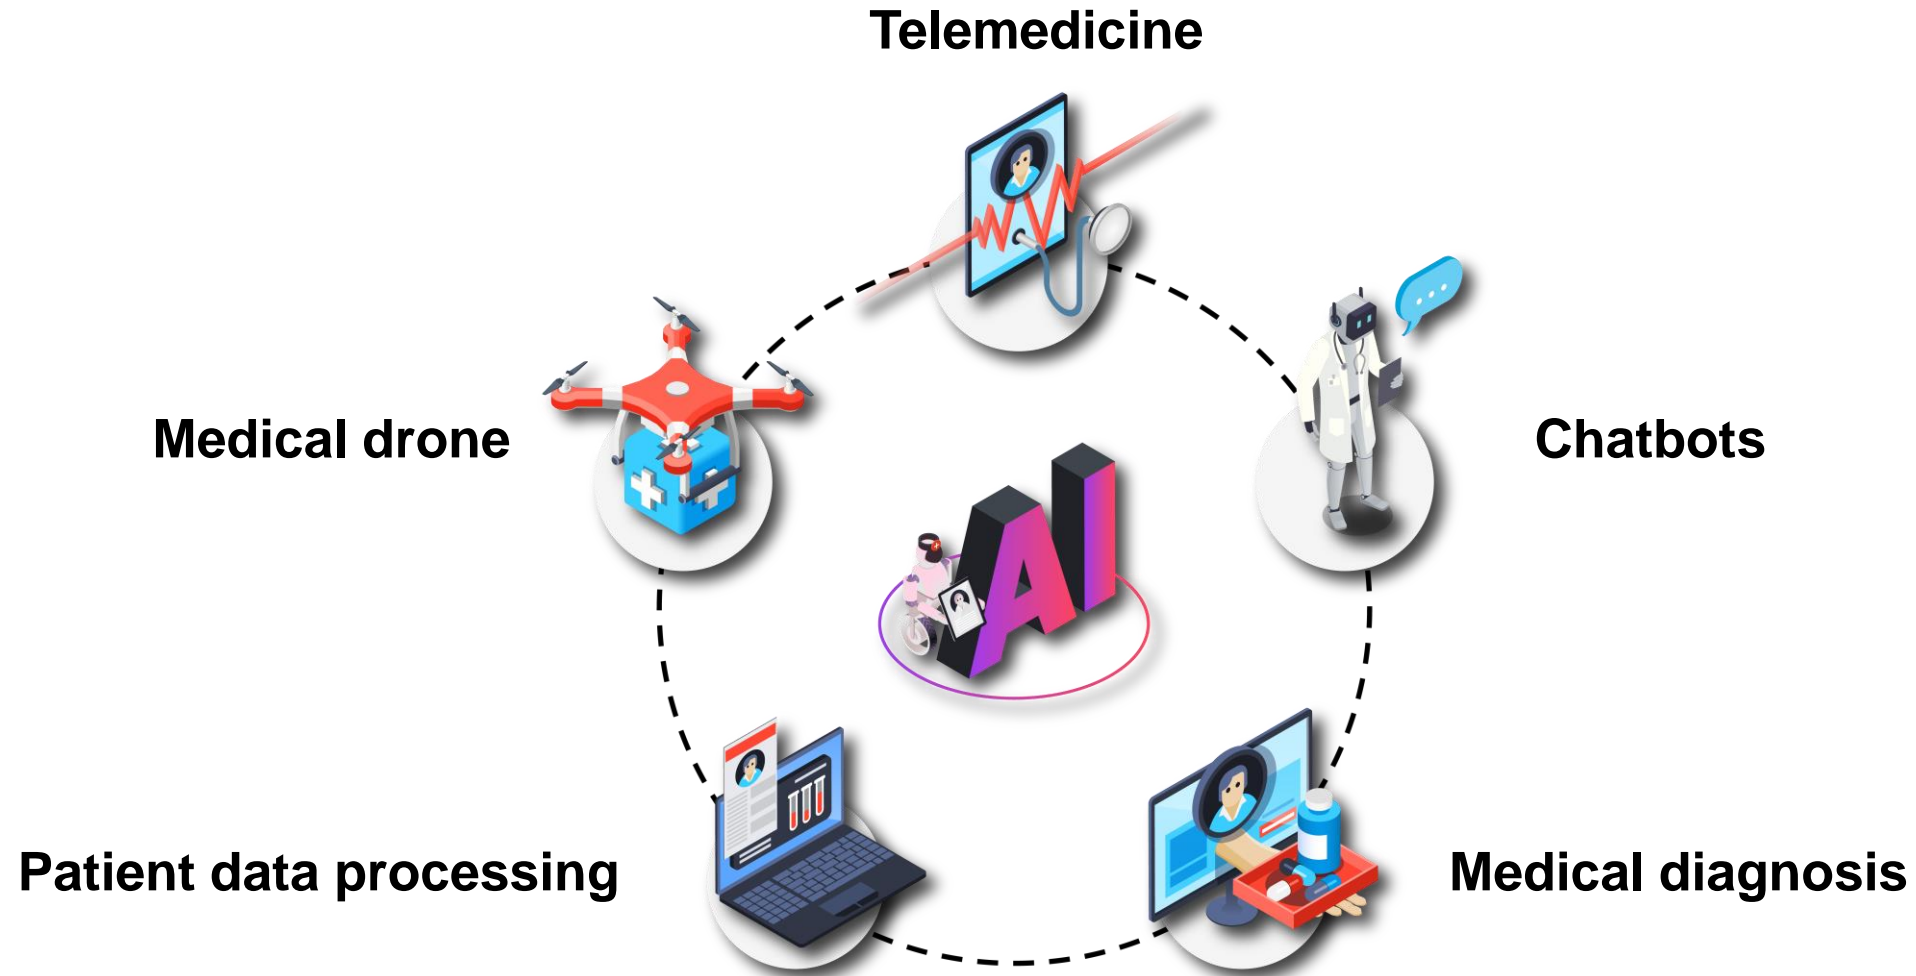 Telemedicine
Medical drone
Chatbots
AI
Patient data processing
Medical diagnosis